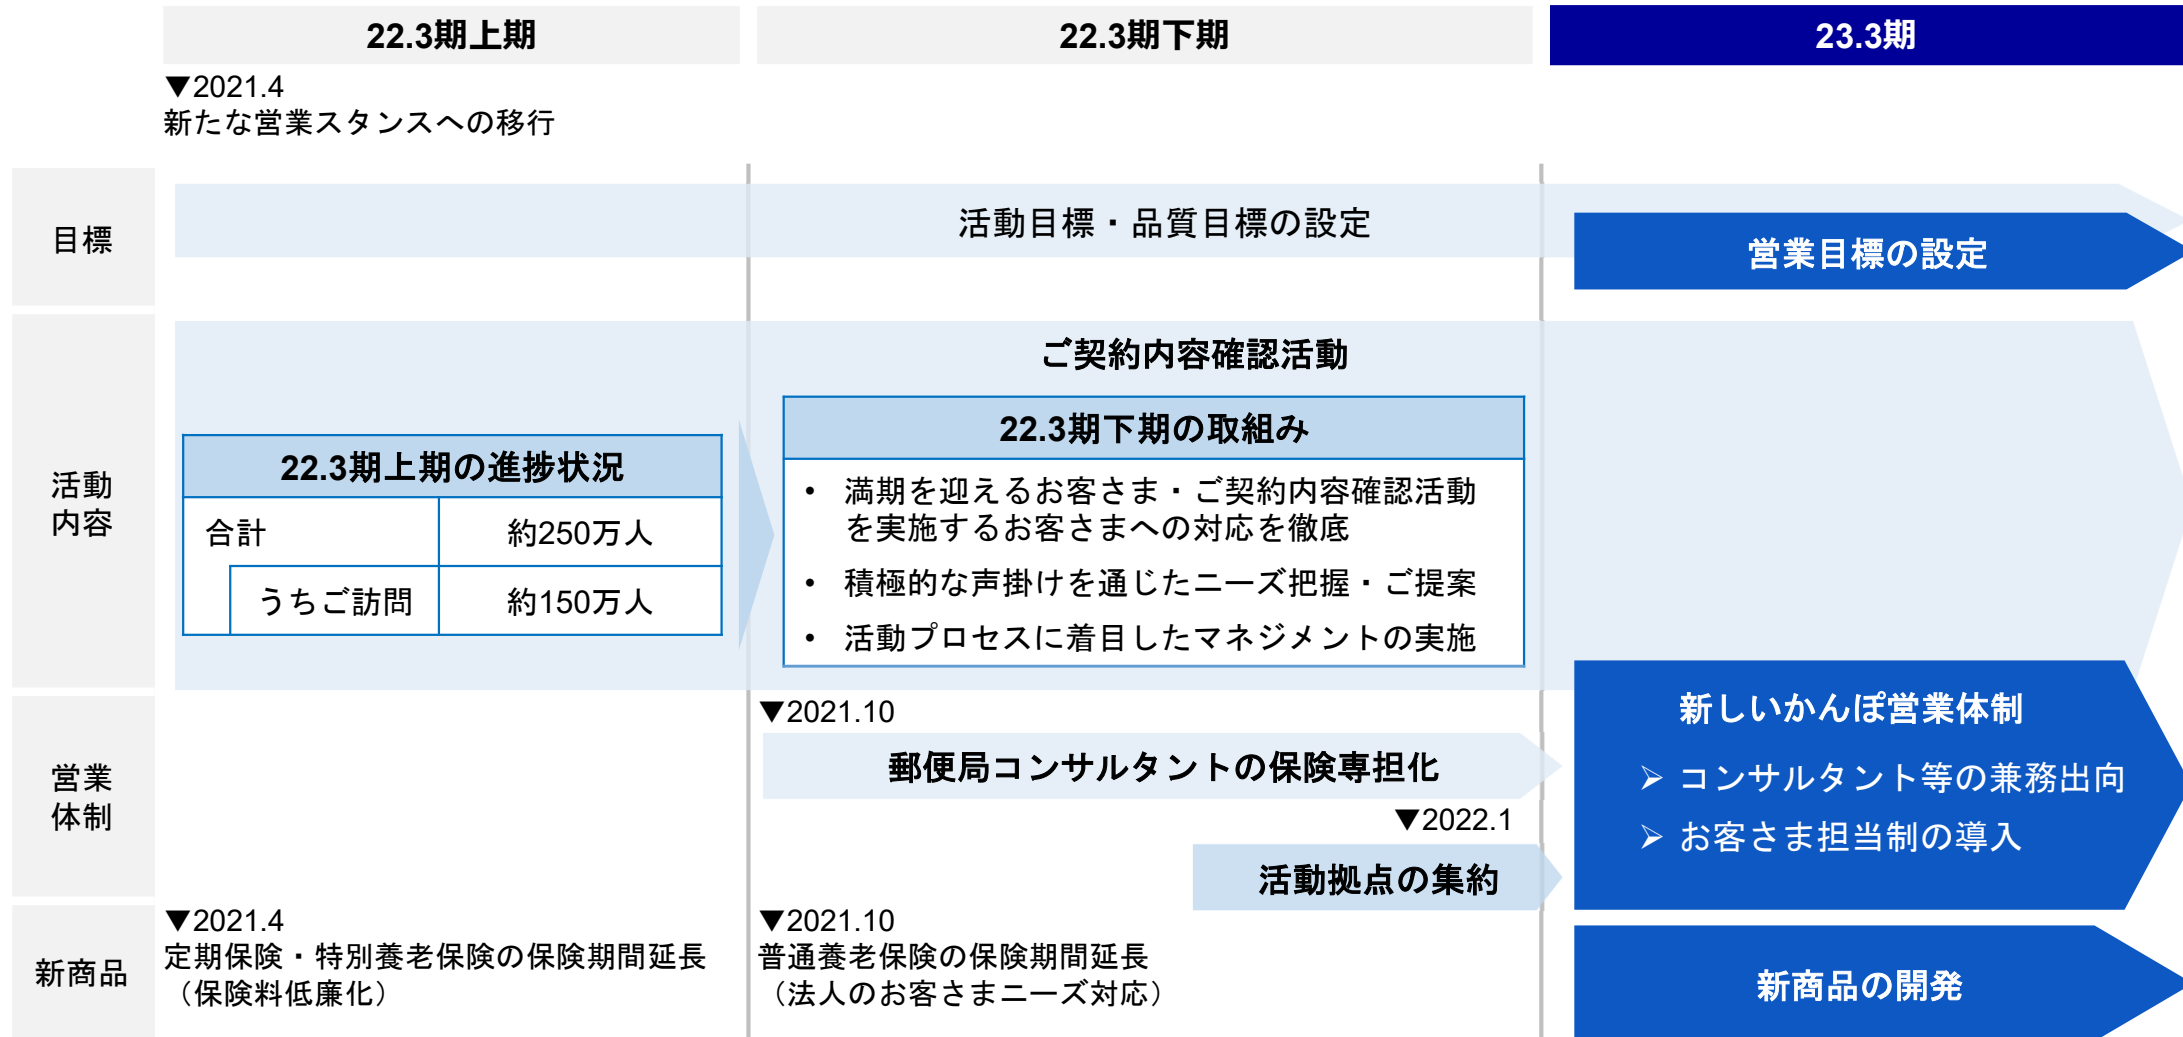 22.3期上期
22.3期下期
23.3期
▼2021.4
新たな営業スタンスへの移行
目標
活動目標・品質目標の設定
営業目標の設定
活動
内容
ご契約内容確認活動
22.3期上期の進捗状況
合計
約250万人
うちご訪問
約150万人
22.3期下期の取組み
• 満期を迎えるお客さま・ご契約内容確認活動
を実施するお客さまへの対応を徹底
• 積極的な声掛けを通じたニーズ把握・ご提案
• 活動プロセスに着目したマネジメントの実施
営業
体制
▼2021.10
郵便局コンサルタントの保険専担化
▼2022.1
活動拠点の集約
新しいかんぽ営業体制
➢ コンサルタント等の兼務出向
➢ お客さま担当制の導入
新商品
▼2021.4
定期保険・特別養老保険の保険期間延長
（保険料低廉化）
▼2021.10
普通養老保険の保険期間延長
（法人のお客さまニーズ対応）
新商品の開発